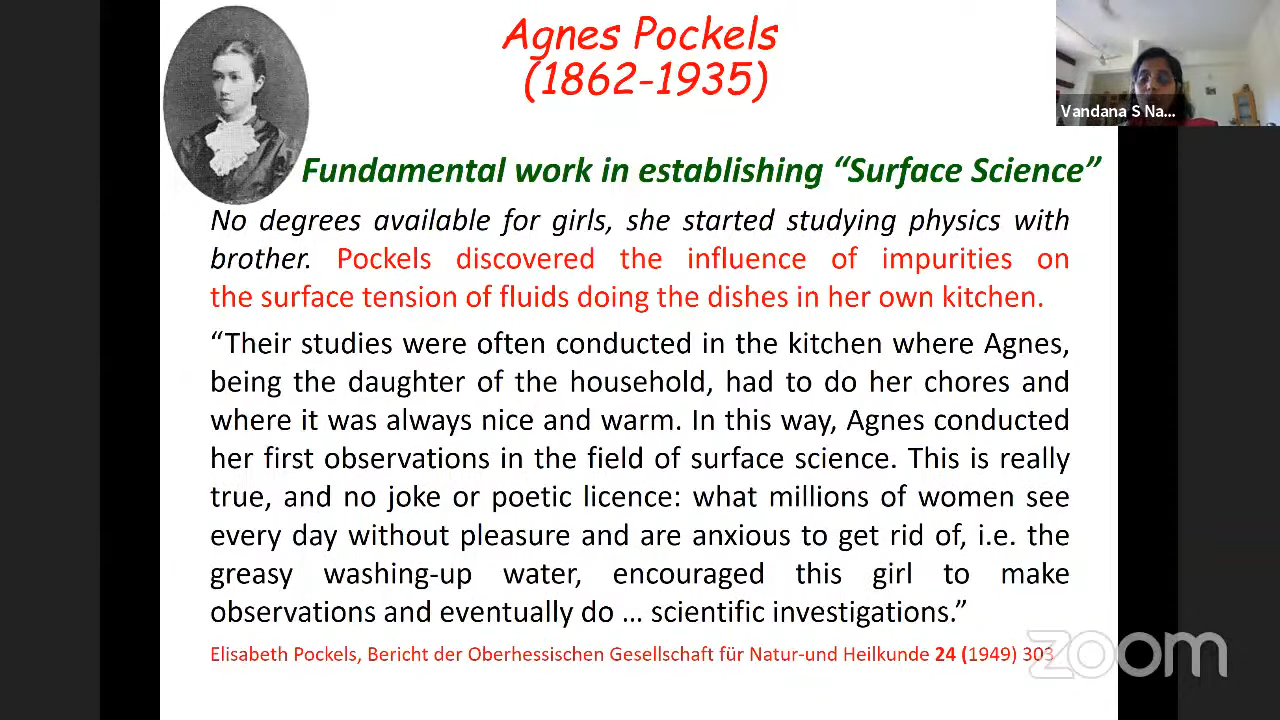 Agnes Pockels
(1862-1935)
Vandana S Na...
Fundamental work in establishing “Surface Science”
No degrees available for girls, she started studying physics with
brother. Pockels discovered the influence of impurities on
the surface tension of fluids doing the dishes in her own kitchen.
“Their studies were often conducted in the kitchen where Agnes,
being the daughter of the household, had to do her chores and
where it was always nice and warm. In this way, Agnes conducted
her first observations in the field of surface science. This is really
true, and no joke or poetic licence: what millions of women see
every day without pleasure and are anxious to get rid of, i.e. the
greasy washing-up water, encouraged this girl to make
observations and eventually do … scientific investigations.”
Elisabeth Pockels, Bericht der Oberhessischen Gesellschaft für Natur-und Heilkunde 24 (1949) 303
zoom